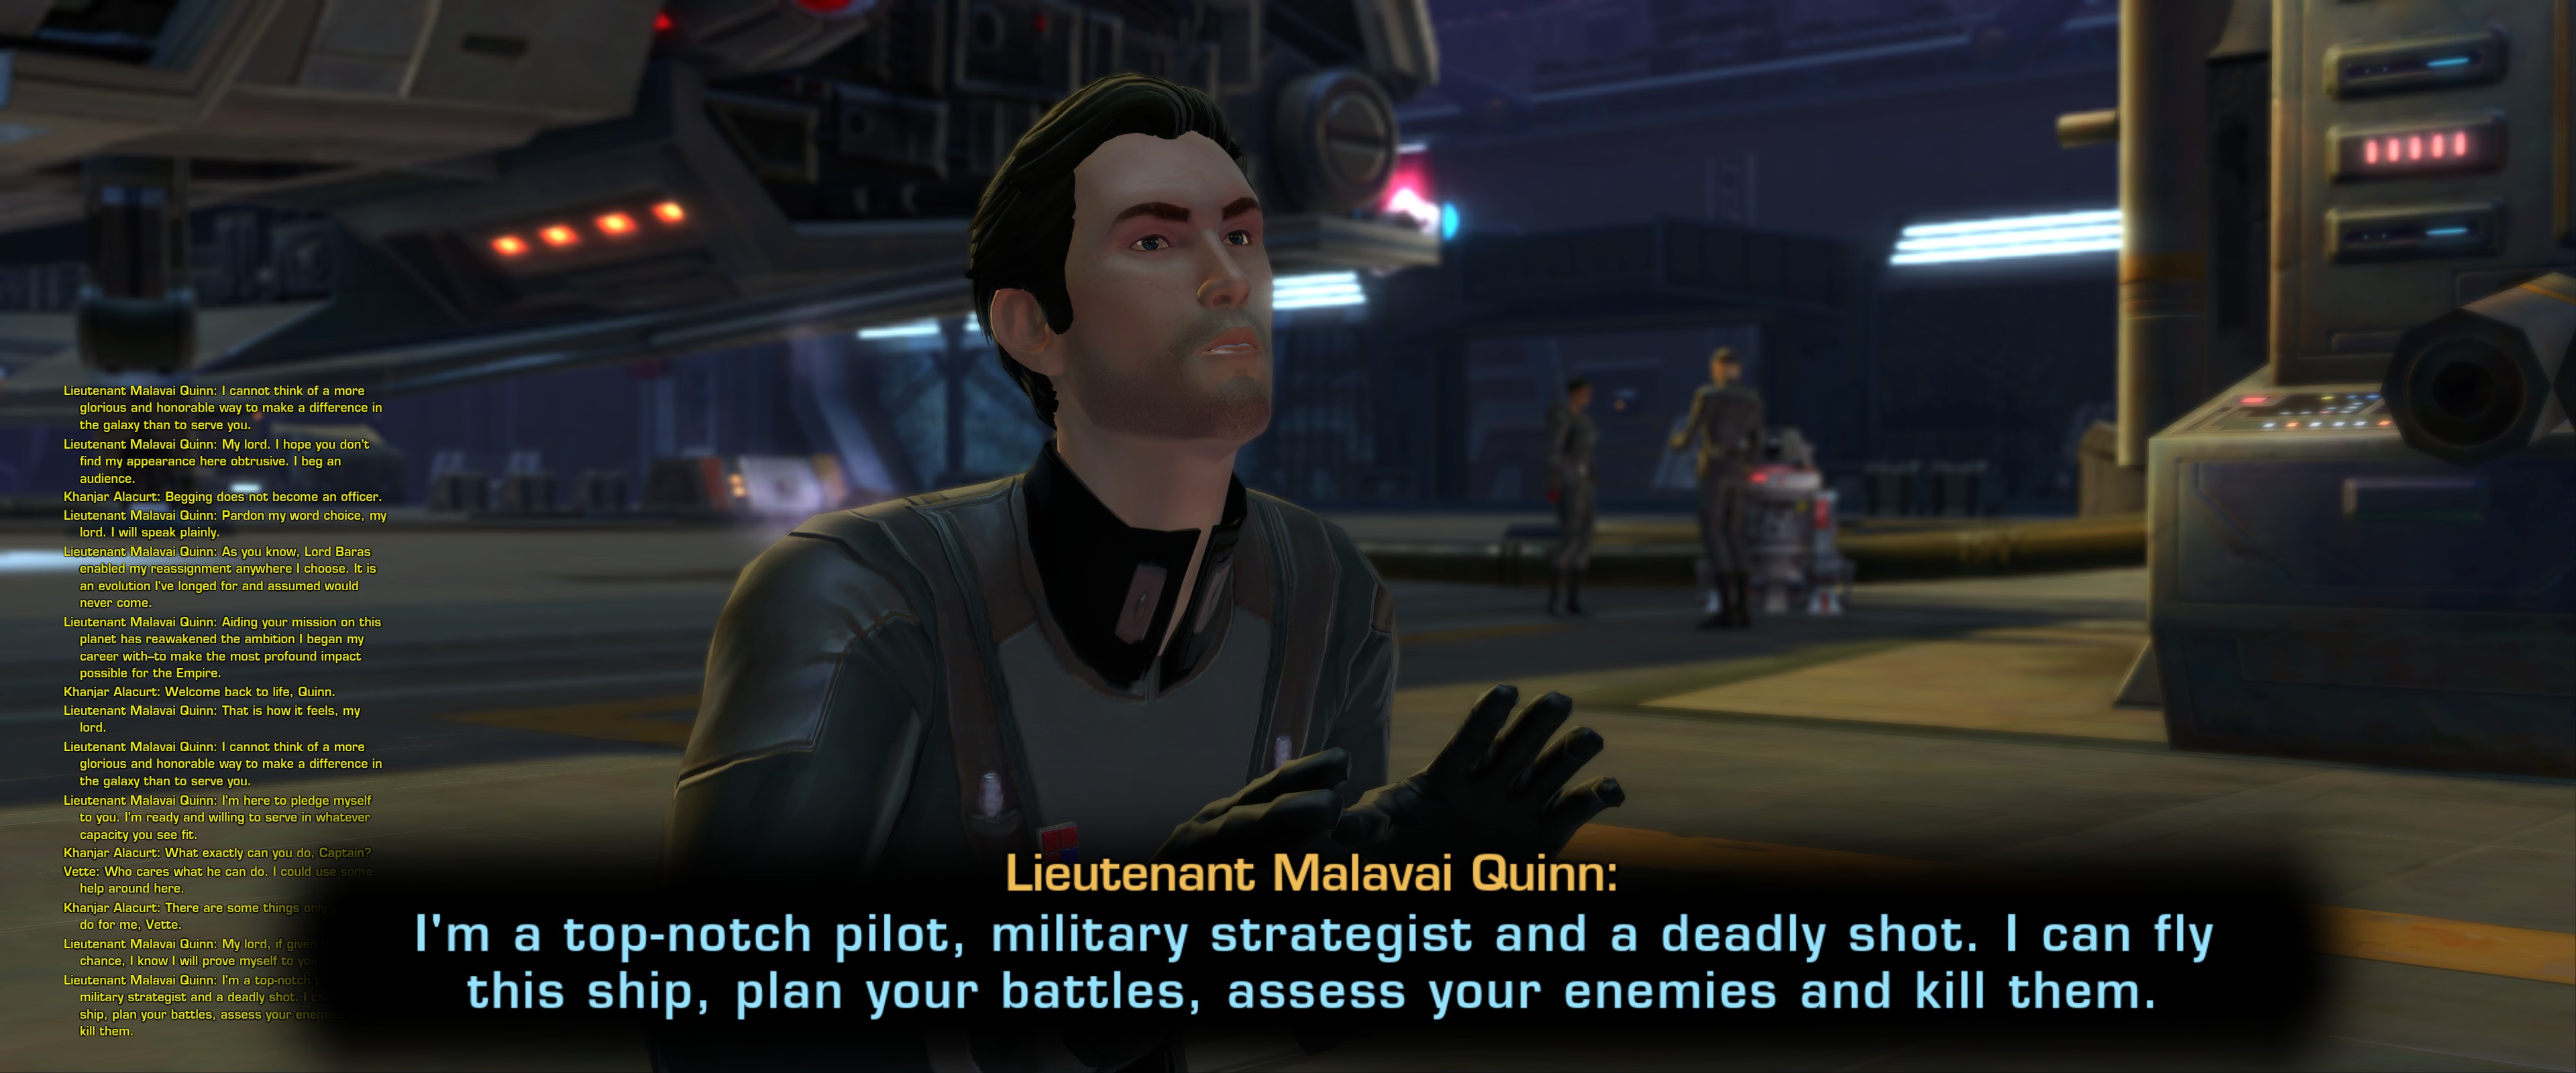 Lieutenant Malavai Quinn: I cannot think of a more
glorious and honorable way to make a difference in
the galaxy than to serve you.
Lieutenant Malavai Quinn: My lord. I hope you don't
find my appearance here obtrusive. I beg an
audience.
Khanjar Alacurt: Begging does not become an officer.
Lieutenant Malavai Quinn: Pardon my word choice, my
lord. I will speak plainly.
Lieutenant Malavai Quinn: As you know, Lord Baras
enabled my reassignment anywhere I choose. It is
an evolution I've longed for and assumed would
never come.
Lieutenant Malavai Quinn: Aiding your mission on this
planet has reawakened the ambition I began my
career with–to make the most profound impact
possible for the Empire.
Khanjar Alacurt: Welcome back to life, Quinn.
Lieutenant Malavai Quinn: That is how it feels, my
lord.
Lieutenant Malavai Quinn: I cannot think of a more
glorious and honorable way to make a difference in
the galaxy than to serve you.
Lieutenant Malavai Quinn: I'm here to pledge myself
to you. I'm ready and willing to serve in whatever
capacity you see fit.
Khanjar Alacurt: What exactly can you do, Captain?
Vette: Who cares what he can do. I could use some
help around here.
Khanjar Alacurt: There are some things only
do for me, Vette.
Lieutenant Malavai Quinn: My lord, if given
chance, I know I will prove myself to you
Lieutenant Malavai Quinn: I'm a top-notch
military strategist and a deadly shot. I
ship, plan your battles, assess your
kill them.
Lieutenant Malavai Quinn:
I'm a top-notch pilot, military strategist and a deadly shot. I can fly
this ship, plan your battles, assess your enemies and kill them.